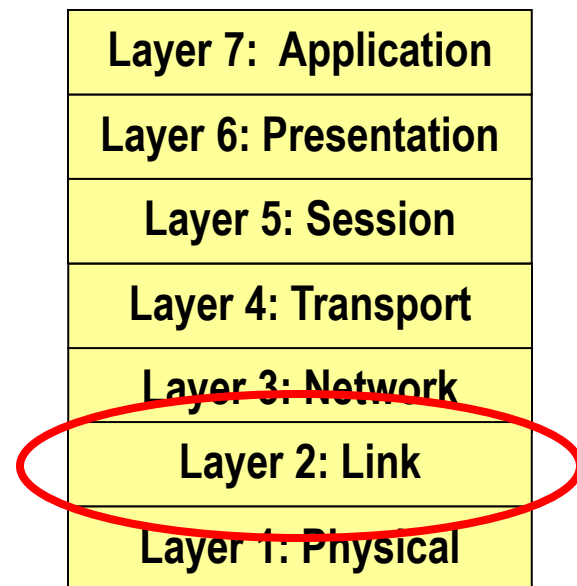 Layer 7: Application
Layer 6: Presentation
Layer 5: Session
Layer 4: Transport
Layer 3: Network
Layer 2: Link
Layer 1: Physical